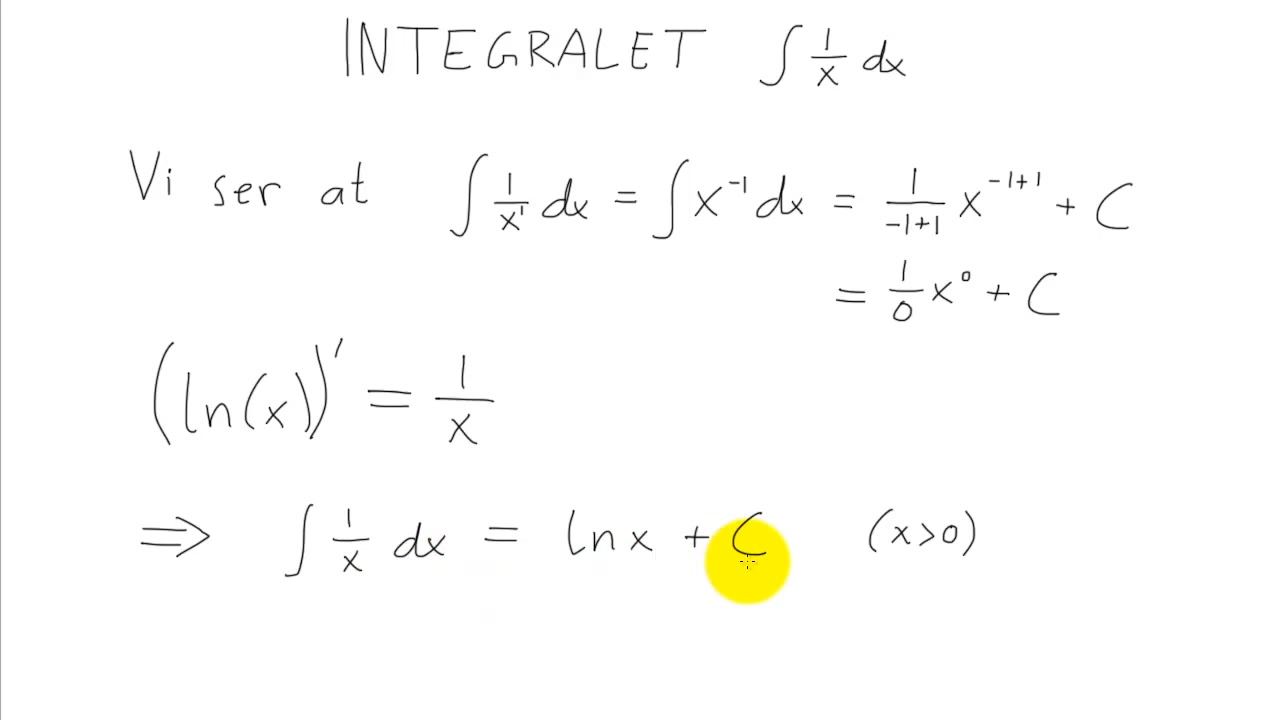 INTEGRALET ∫ 1/x dx
Vi ser at ∫ 1/x¹ dx = ∫ x⁻¹ dx = 1/(-1+1) x⁻¹⁺¹ + C
= 1/0 x⁰ + C
(ln(x))' = 1/x
⇒ ∫ 1/x dx = ln x + C (x>0)